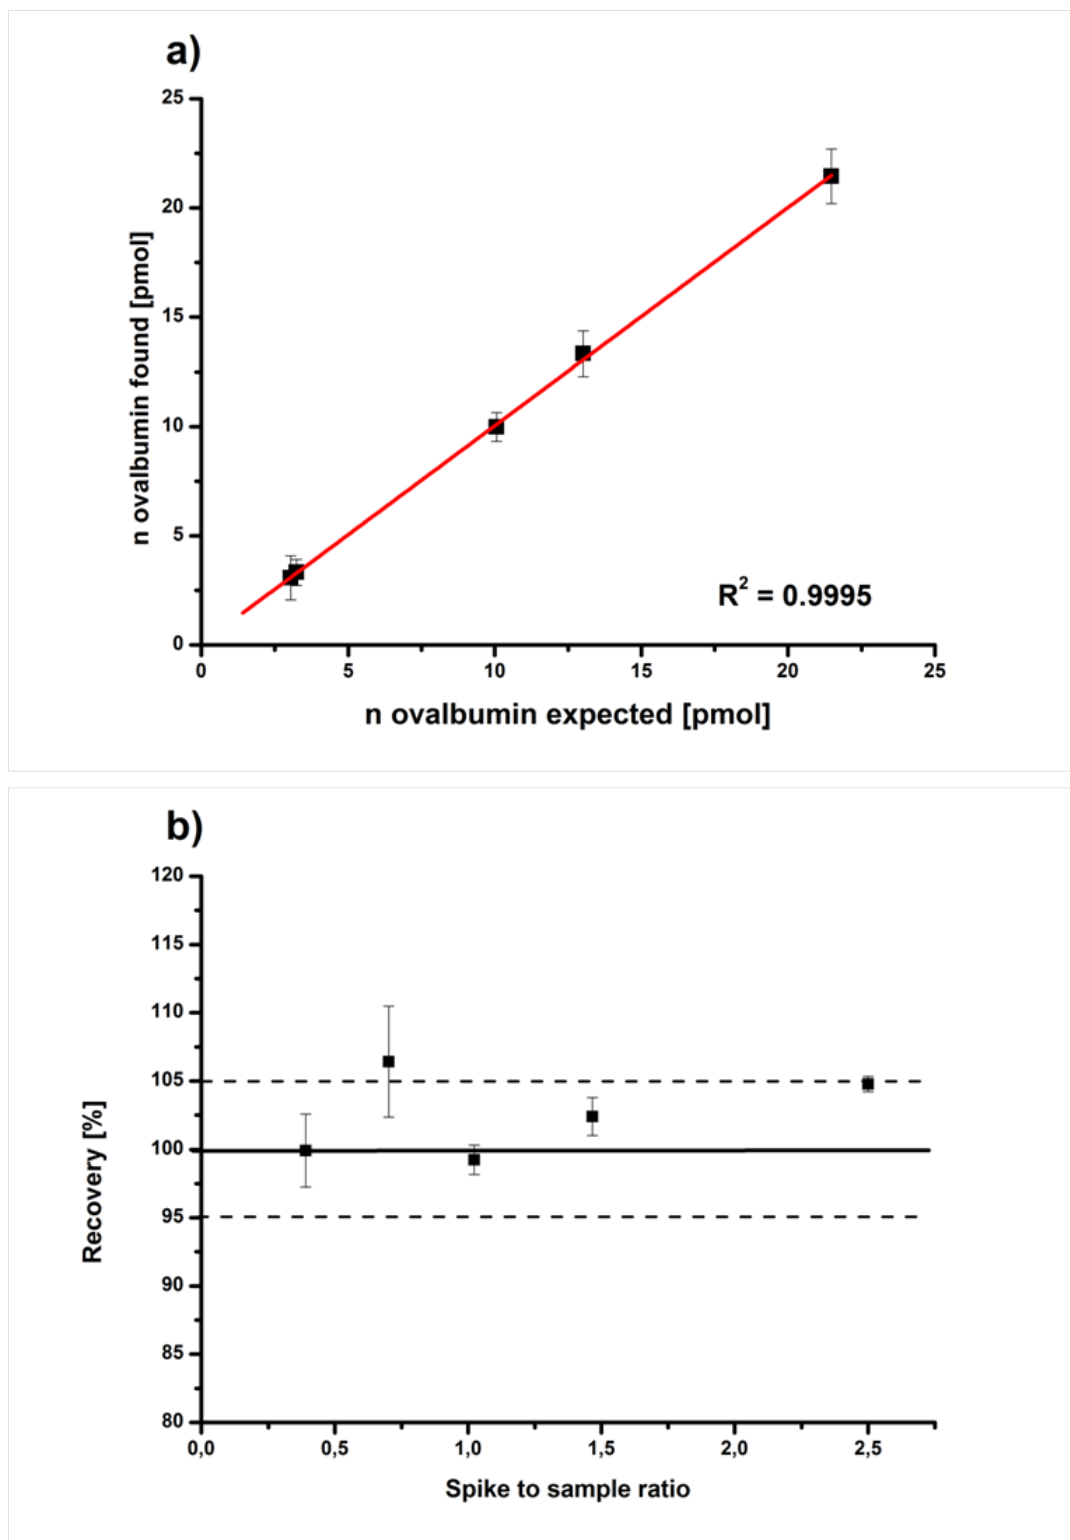 a)
25
20
15
10
5
0
n ovalbumin found [pmol]
R² = 0.9995
0 5 10 15 20 25
n ovalbumin expected [pmol]
b)
120
115
110
105
100
95
90
85
80
Recovery [%]
0,0 0,5 1,0 1,5 2,0 2,5
Spike to sample ratio